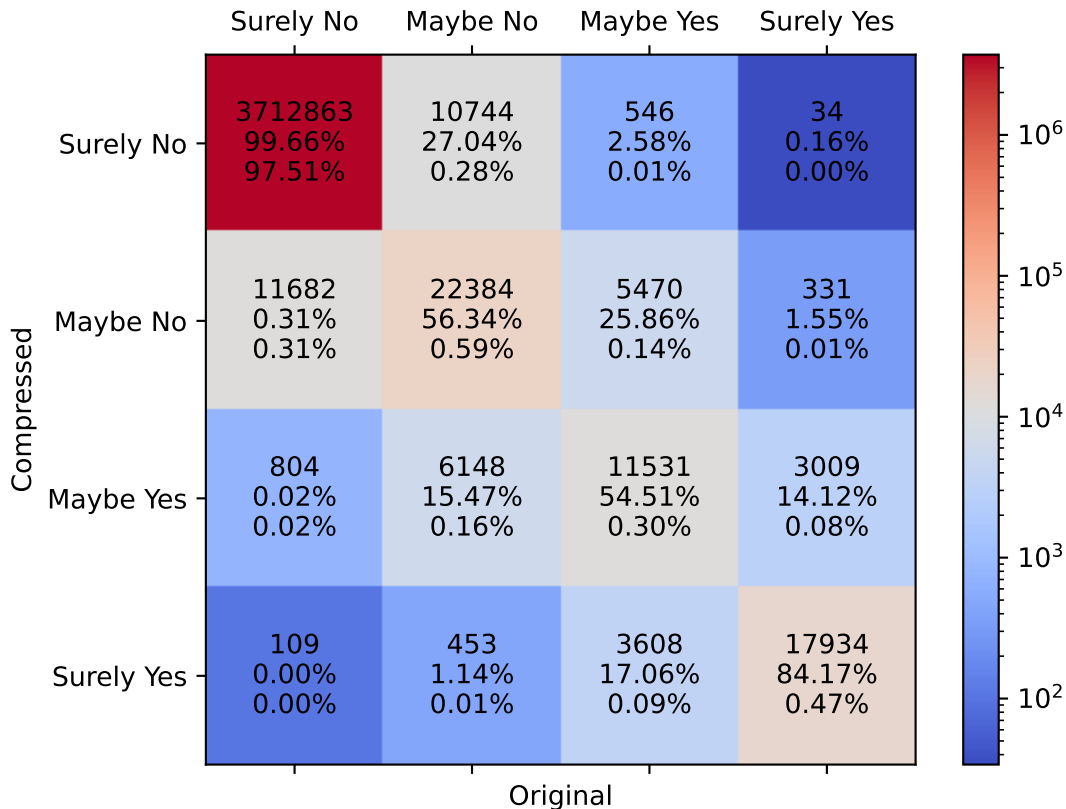 Surely No Maybe No Maybe Yes Surely Yes
Surely No
3712863 10744 546 34
99.66% 27.04% 2.58% 0.16%
97.51% 0.28% 0.01% 0.00%
Maybe No
11682 22384 5470 331
0.31% 56.34% 25.86% 1.55%
0.31% 0.59% 0.14% 0.01%
Maybe Yes
804 6148 11531 3009
0.02% 15.47% 54.51% 14.12%
0.02% 0.16% 0.30% 0.08%
Surely Yes
109 453 3608 17934
0.00% 1.14% 17.06% 84.17%
0.00% 0.01% 0.09% 0.47%
Compressed
Original
10⁶
10⁵
10⁴
10³
10²